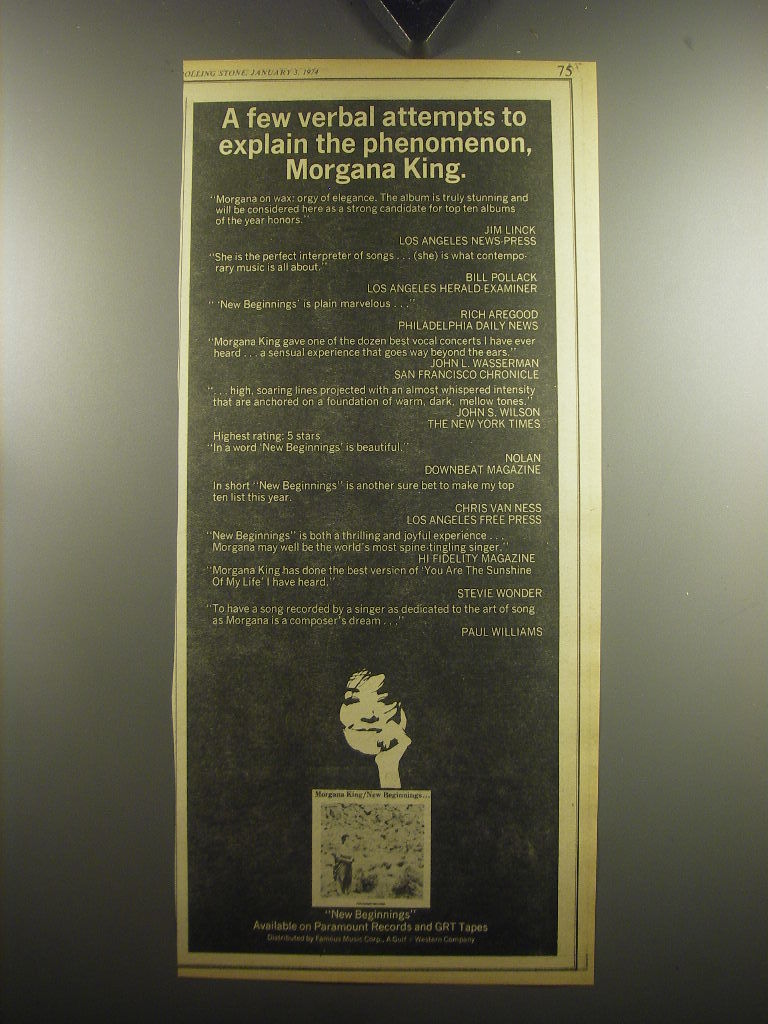 ROLLING STONE, JANUARY 3, 1974
75
A few verbal attempts to
explain the phenomenon,
Morgana King.
"Morgana on wax: orgy of elegance. The album is truly stunning and
will be considered here as a strong candidate for top ten albums
of the year honors."
JIM LINCK
LOS ANGELES NEWS-PRESS
"She is the perfect interpreter of songs . . . (she) is what contempo-
rary music is all about."
BILL POLLACK
LOS ANGELES HERALD-EXAMINER
" 'New Beginnings' is plain marvelous . . ."
RICH AREGOOD
PHILADELPHIA DAILY NEWS
"Morgana King gave one of the dozen best vocal concerts I have ever
heard . . . a sensual experience that goes way beyond the ears."
JOHN L. WASSERMAN
SAN FRANCISCO CHRONICLE
". . . high, soaring lines projected with an almost whispered intensity
that are anchored on a foundation of warm, dark, mellow tones."
JOHN S. WILSON
THE NEW YORK TIMES
Highest rating: 5 stars
"In a word 'New Beginnings' is beautiful."
NOLAN
DOWNBEAT MAGAZINE
In short "New Beginnings" is another sure bet to make my top
ten list this year.
CHRIS VAN NESS
LOS ANGELES FREE PRESS
"New Beginnings" is both a thrilling and joyful experience . . .
Morgana may well be the world's most spine-tingling singer."
HI FIDELITY MAGAZINE
"Morgana King has done the best version of 'You Are The Sunshine
Of My Life' I have heard."
STEVIE WONDER
"To have a song recorded by a singer as dedicated to the art of song
as Morgana is a composer's dream . . ."
PAUL WILLIAMS
Morgana King/New Beginnings...
"New Beginnings"
Available on Paramount Records and GRT Tapes
Distributed by Famous Music Corp., A Gulf + Western Company